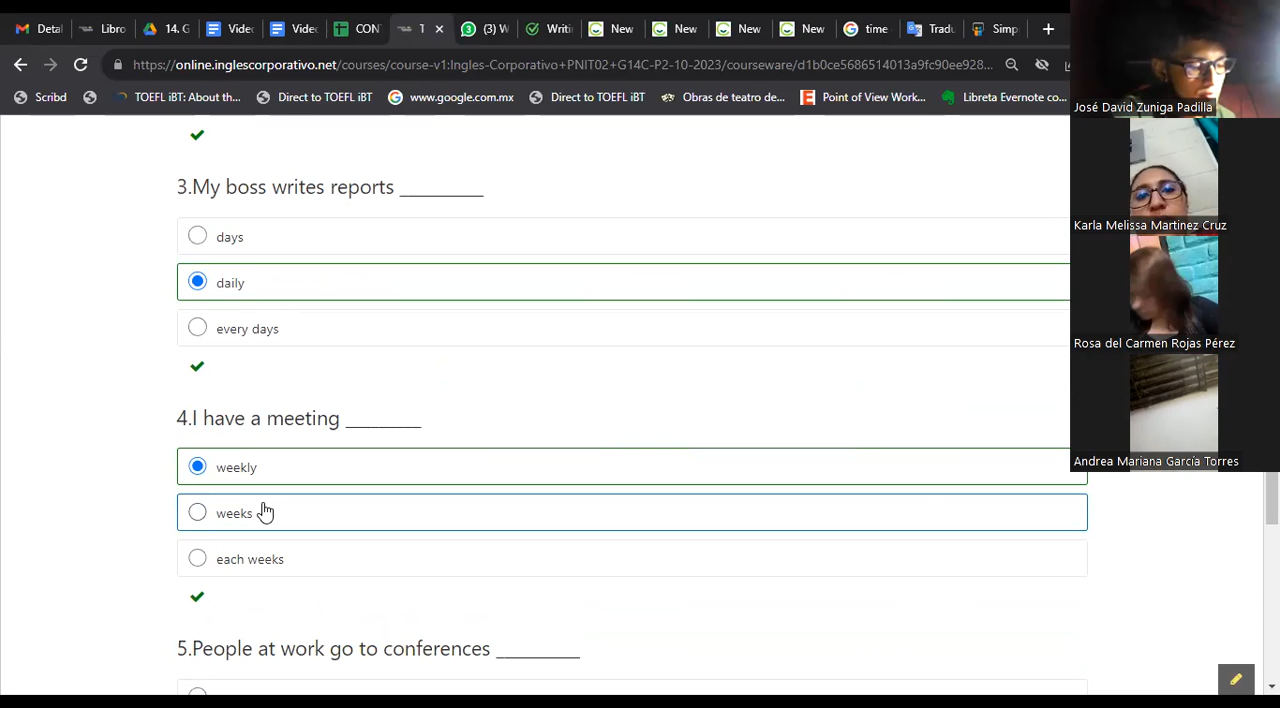 Detal
Libro
14. G
Videc
Videc
CON
1
(3) W
Writi
New
New
New
New
time
Tradu
Simp
https://online.inglescorporativo.net/courses/course-v1:Ingles-Corporativo+PNIT02+G14C-P2-10-2023/courseware/d1b0ce5686514013a9fc90ee928...
Scribd
TOEFL iBT: About th...
Direct to TOEFL iBT
www.google.com.mx
Direct to TOEFL iBT
Obras de teatro de...
Point of View Work...
Libreta Evernote co...
José David Zuniga Padilla
Karla Melissa Martinez Cruz
Rosa del Carmen Rojas Pérez
Andrea Mariana García Torres
3.My boss writes reports __________
days
daily
every days
4.I have a meeting _________
weekly
weeks
each weeks
5.People at work go to conferences __________